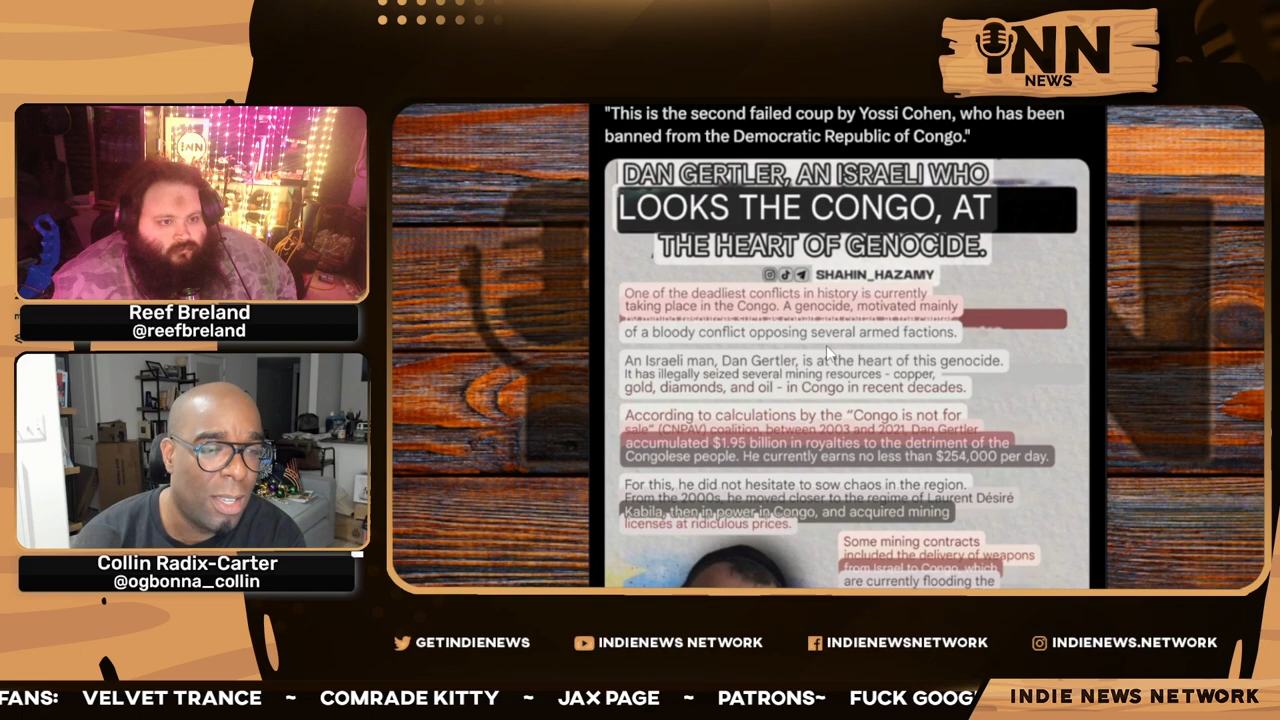 INN
NEWS
"This is the second failed coup by Yossi Cohen, who has been
banned from the Democratic Republic of Congo."
DAN GERTLER, AN ISRAELI WHO
LOOKS THE CONGO, AT
THE HEART OF GENOCIDE.
SHAHIN_HAZAMY
One of the deadliest conflicts in history is currently
taking place in the Congo. A genocide, motivated mainly
of a bloody conflict opposing several armed factions.
An Israeli man, Dan Gertler, is at the heart of this genocide.
It has illegally seized several mining resources - copper,
gold, diamonds, and oil - in Congo in recent decades.
According to calculations by the “Congo is not for
sale” (CNPAV) coalition, between 2003 and 2021, Dan Gertler
accumulated $1.95 billion in royalties to the detriment of the
Congolese people. He currently earns no less than $254,000 per day.
For this, he did not hesitate to sow chaos in the region.
From the 2000s, he moved closer to the regime of Laurent Désiré
Kabila, then in power in Congo, and acquired mining
licenses at ridiculous prices.
Some mining contracts
included the delivery of weapons
from Israel to Congo, which
are currently flooding the
Reef Breland
@reefbreland
Collin Radix-Carter
@ogbonna_collin
GETINDIENEWS
INDIENEWS NETWORK
INDIENEWSNETWORK
INDIENEWS.NETWORK
FANS: VELVET TRANCE ~ COMRADE KITTY ~ JAX PAGE ~ PATRONS~ FUCK GOOG
INDIE NEWS NETWORK